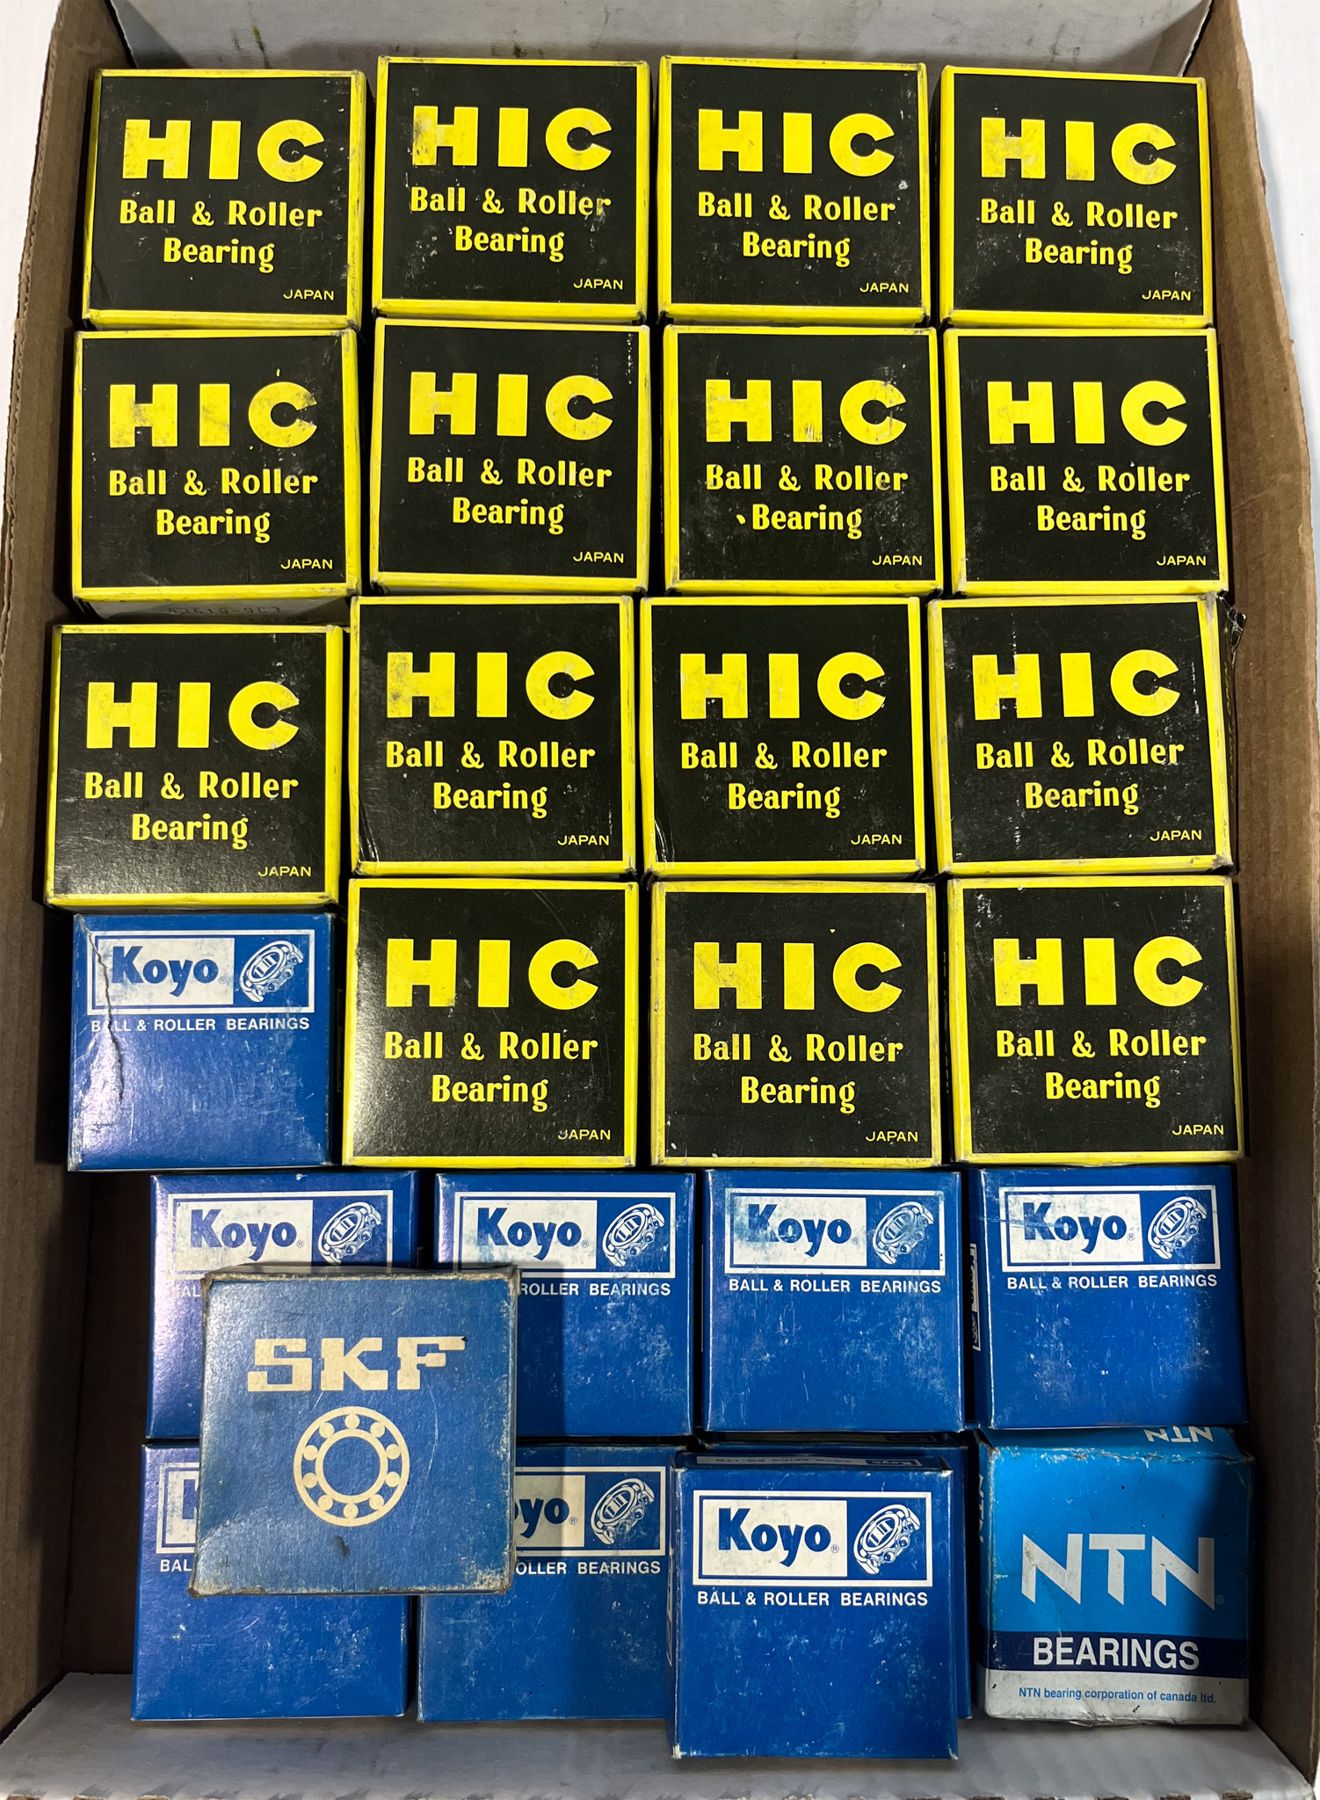 HIC
Ball & Roller
Bearing
JAPAN
HIC
Ball & Roller
Bearing
JAPAN
HIC
Ball & Roller
Bearing
JAPAN
HIC
Ball & Roller
Bearing
JAPAN
HIC
Ball & Roller
Bearing
JAPAN
HIC
Ball & Roller
Bearing
JAPAN
HIC
Ball & Roller
Bearing
JAPAN
HIC
Ball & Roller
Bearing
JAPAN
HIC
Ball & Roller
Bearing
JAPAN
HIC
Ball & Roller
Bearing
JAPAN
HIC
Ball & Roller
Bearing
JAPAN
HIC
Ball & Roller
Bearing
JAPAN
Koyo®
BALL & ROLLER BEARINGS
HIC
Ball & Roller
Bearing
JAPAN
HIC
Ball & Roller
Bearing
JAPAN
HIC
Ball & Roller
Bearing
JAPAN
Koyo®
Koyo®
ROLLER BEARINGS
Koyo®
BALL & ROLLER BEARINGS
Koyo®
BALL & ROLLER BEARINGS
SKF
BEARINGS
Koyo®
BALL & ROLLER BEARINGS
NTN
NTN®
BEARINGS
NTN bearing corporation of canada ltd.